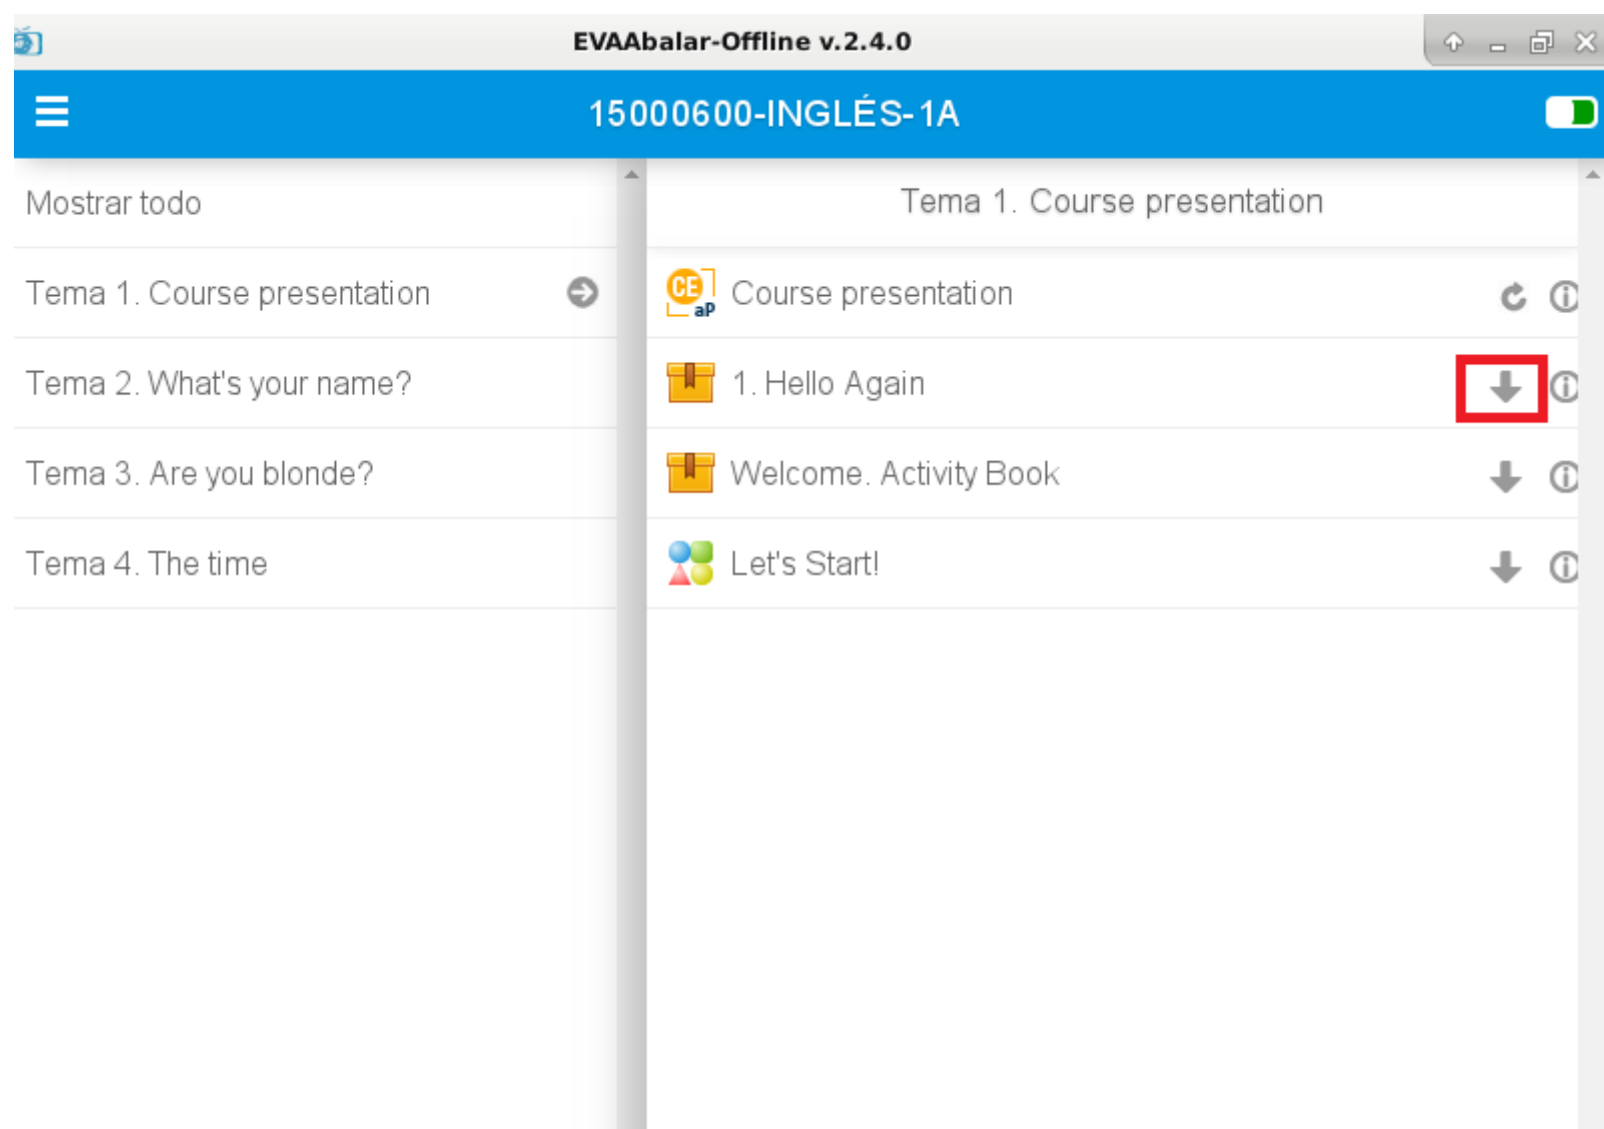 EVAAbalar-Offline v.2.4.0
15000600-INGLÉS-1A
Mostrar todo
Tema 1. Course presentation
Tema 2. What's your name?
Tema 3. Are you blonde?
Tema 4. The time
Tema 1. Course presentation
CE aP Course presentation
1. Hello Again
Welcome. Activity Book
Let's Start!